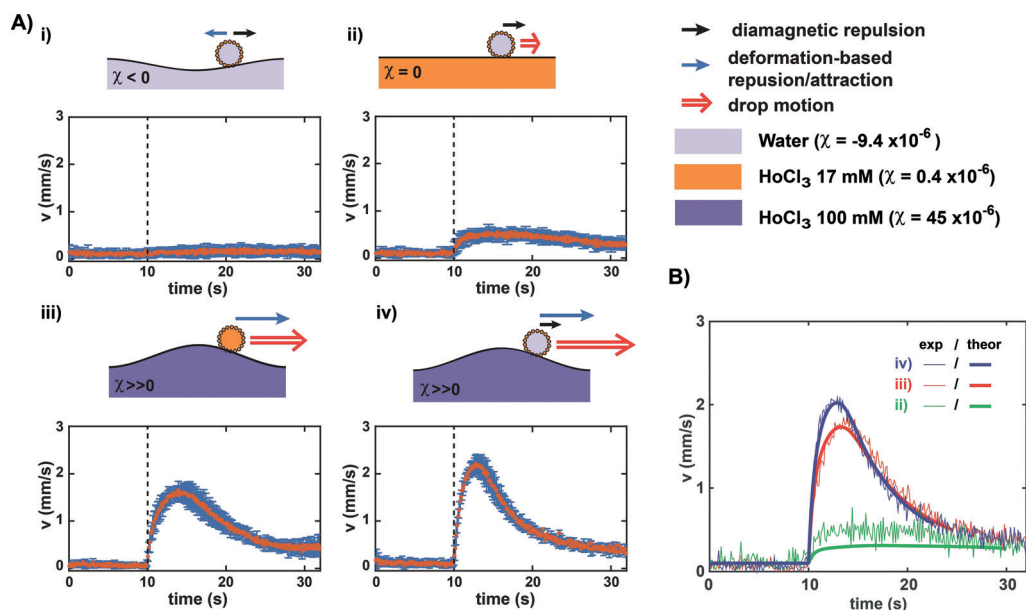 A)
i)
χ < 0
v (mm/s)
3
2
1
0
0 10 20 30
time (s)
ii)
χ = 0
v (mm/s)
3
2
1
0
0 10 20 30
time (s)
diamagnetic repulsion
deformation-based
repusion/attraction
drop motion
Water (χ = -9.4 x10⁻⁶ )
HoCl₃ 17 mM (χ = 0.4 x10⁻⁶)
HoCl₃ 100 mM (χ = 45 x10⁻⁶)
iii)
χ >>0
v (mm/s)
3
2
1
0
0 10 20 30
time (s)
iv)
χ >>0
v (mm/s)
3
2
1
0
0 10 20 30
time (s)
B)
exp / theor
iv) /
iii) /
ii) /
v (mm/s)
3
2
1
0
0 10 20 30
time (s)